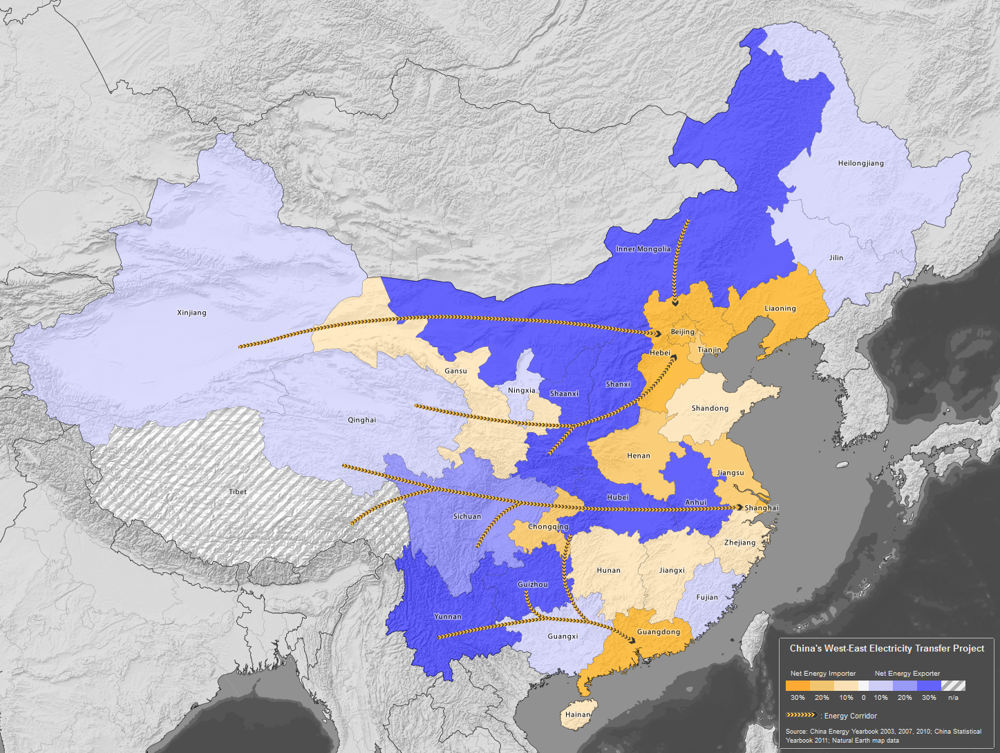 Heilongjiang
Inner Mongolia
Jilin
Liaoning
Xinjiang
Beijing
Hebei
Tianjin
Gansu
Shanxi
Ningxia
Shaanxi
Shandong
Qinghai
Henan
Jiangsu
Tibet
Hubei
Anhui
Shanghai
Sichuan
Chongqing
Zhejiang
Hunan
Jiangxi
Guizhou
Fujian
Yunnan
Guangdong
Guangxi
Hainan
China's West-East Electricity Transfer Project
Net Energy Importer Net Energy Exporter
30% 20% 10% 0 10% 20% 30% n/a
: Energy Corridor
Source: China Energy Yearbook 2003, 2007, 2010; China Statistical
Yearbook 2011; Natural Earth map data